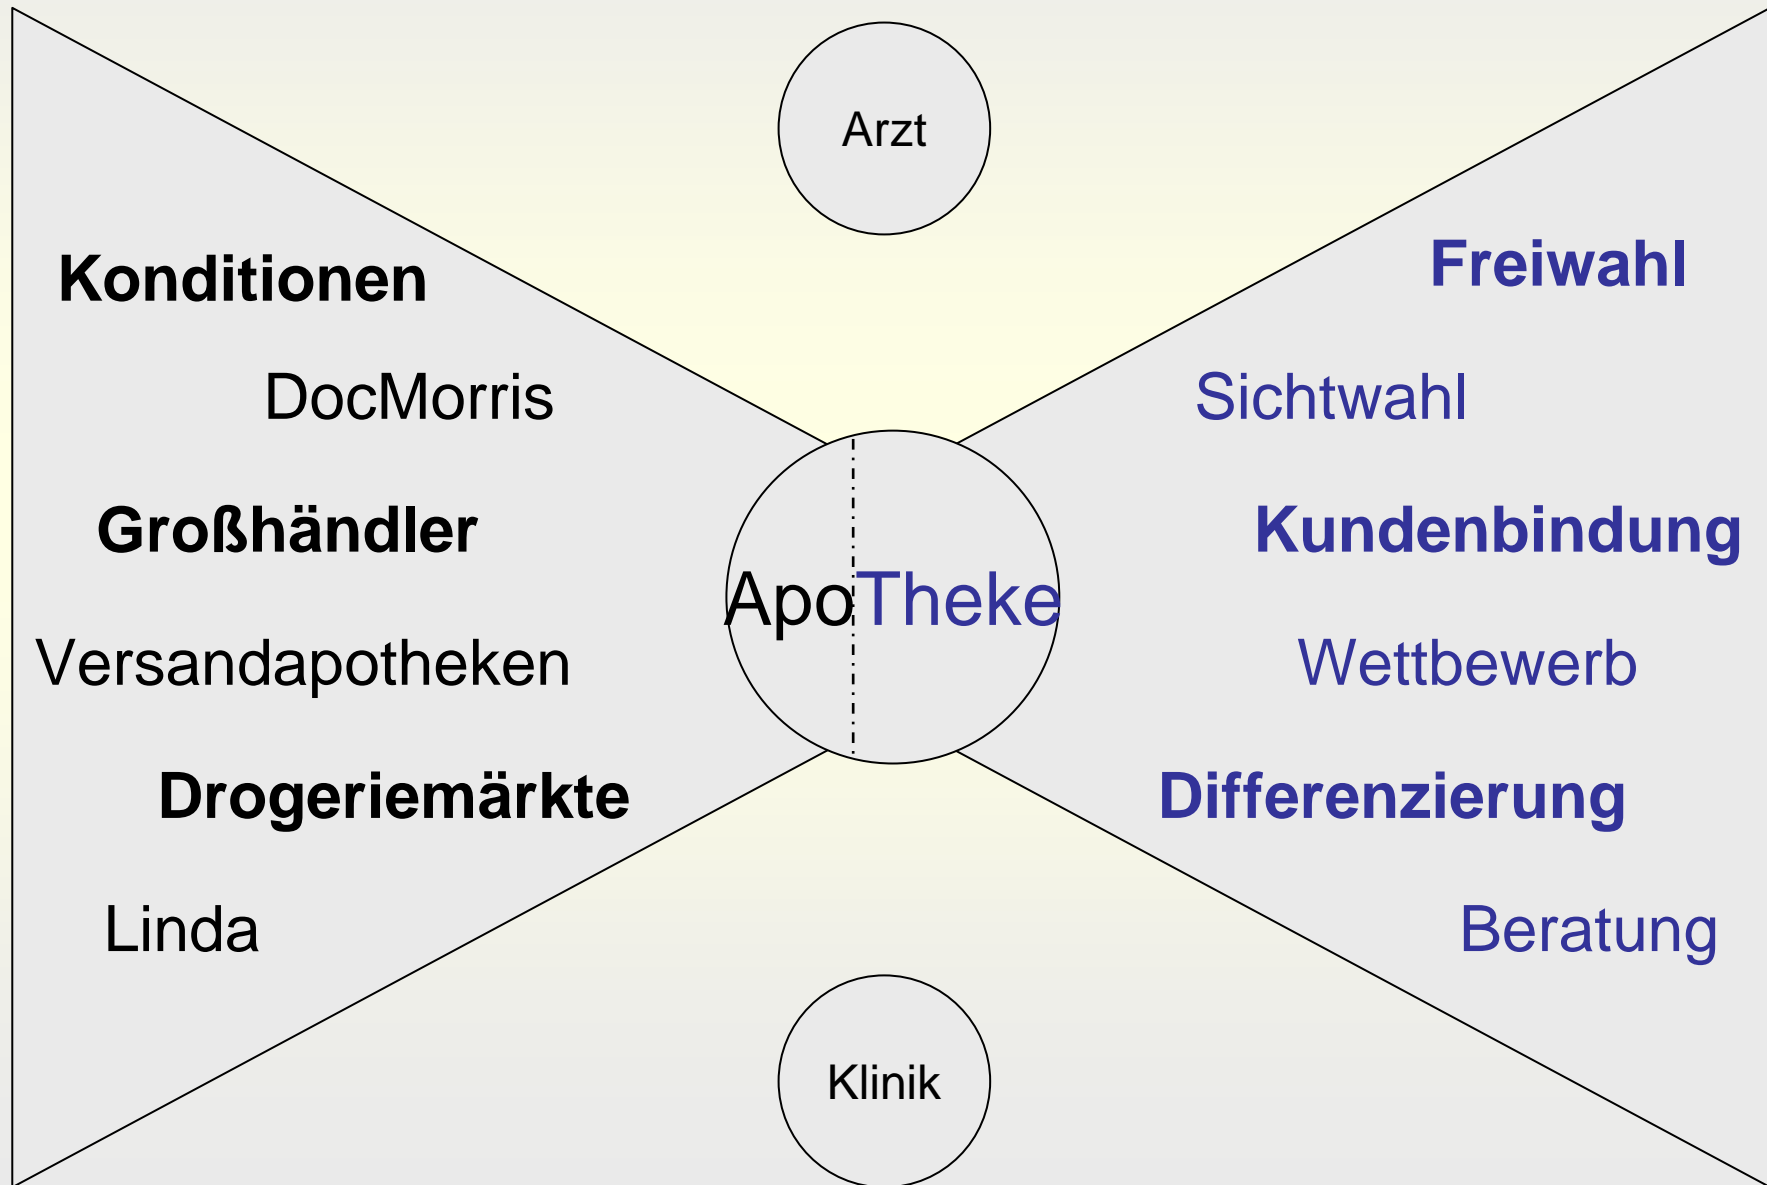 Arzt
Konditionen
DocMorris
Großhändler
Versandapotheken
Drogeriemärkte
Linda
ApoTheke
Freiwahl
Sichtwahl
Kundenbindung
Wettbewerb
Differenzierung
Beratung
Klinik